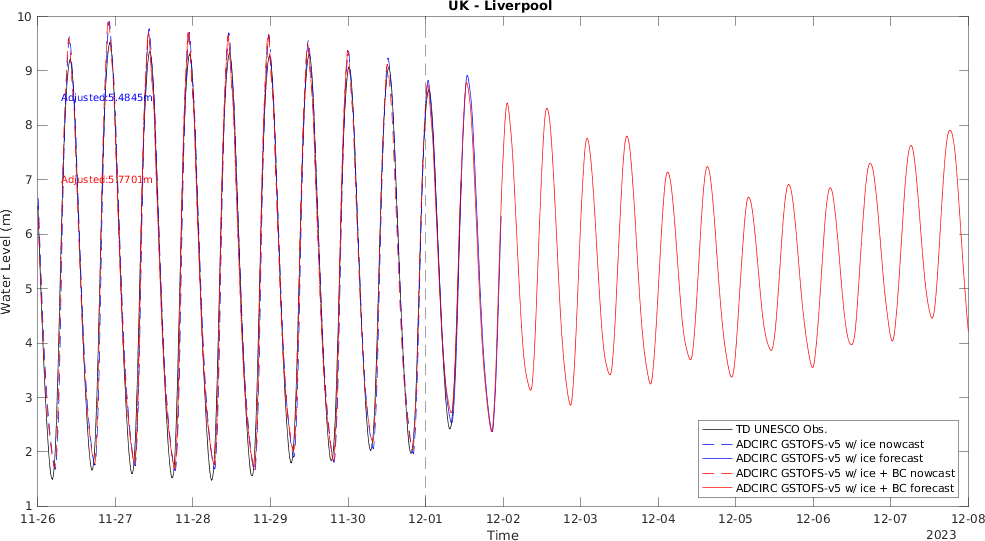 UK - Liverpool
10
9
8
7
6
5
4
3
2
1
Water Level (m)
Adjusted:5.4845m
Adjusted:5.7701m
TD UNESCO Obs.
ADCIRC GSTOFS-v5 w/ ice nowcast
ADCIRC GSTOFS-v5 w/ ice forecast
ADCIRC GSTOFS-v5 w/ ice + BC nowcast
ADCIRC GSTOFS-v5 w/ ice + BC forecast
11-26 11-27 11-28 11-29 11-30 12-01 12-02 12-03 12-04 12-05 12-06 12-07 12-08
Time
2023